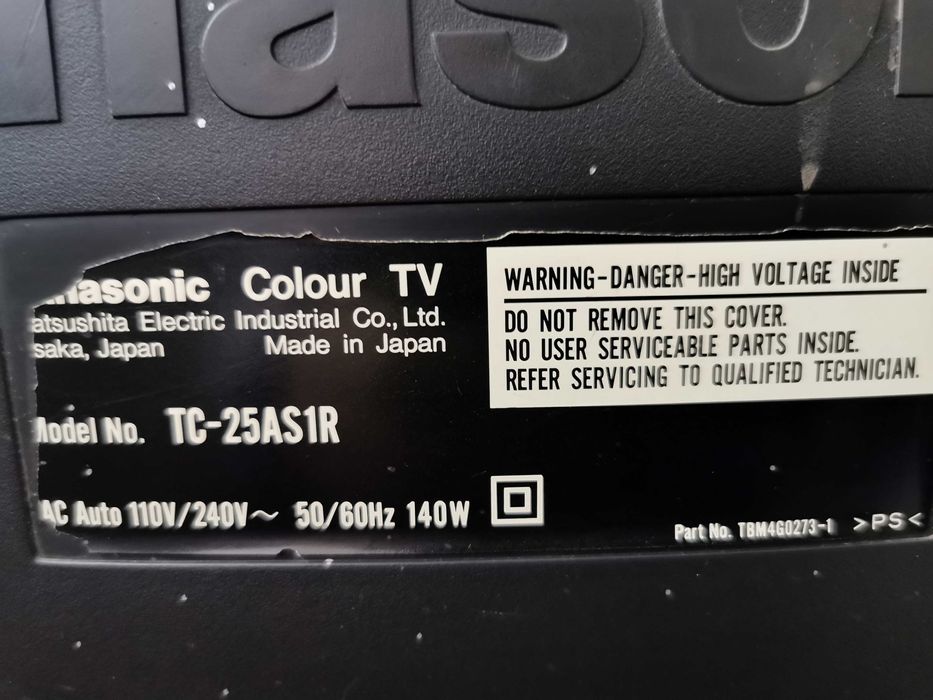 naso
nasonic Colour TV
atsushita Electric Industrial Co., Ltd.
saka, Japan Made in Japan
Model No. TC-25AS1R
AC Auto 110V/240V~ 50/60Hz 140W
WARNING-DANGER-HIGH VOLTAGE INSIDE
DO NOT REMOVE THIS COVER.
NO USER SERVICEABLE PARTS INSIDE.
REFER SERVICING TO QUALIFIED TECHNICIAN.
Part No. TBM4G0273-1 >PS<